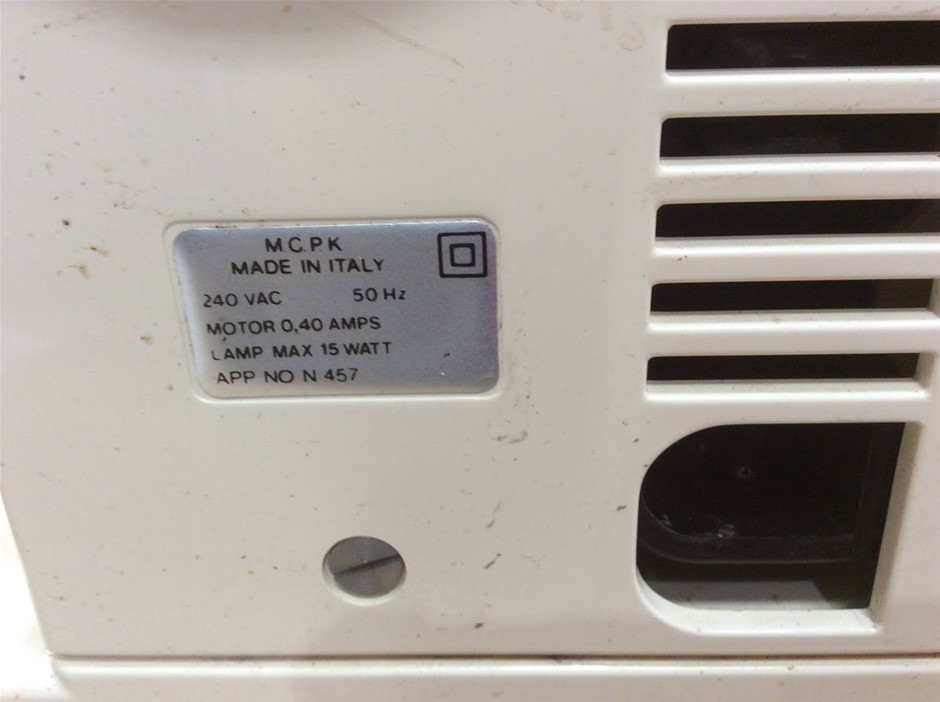 M.C.P K
MADE IN ITALY
240 VAC 50 Hz
MOTOR 0,40 AMPS
LAMP MAX 15 WATT
APP NO N 457